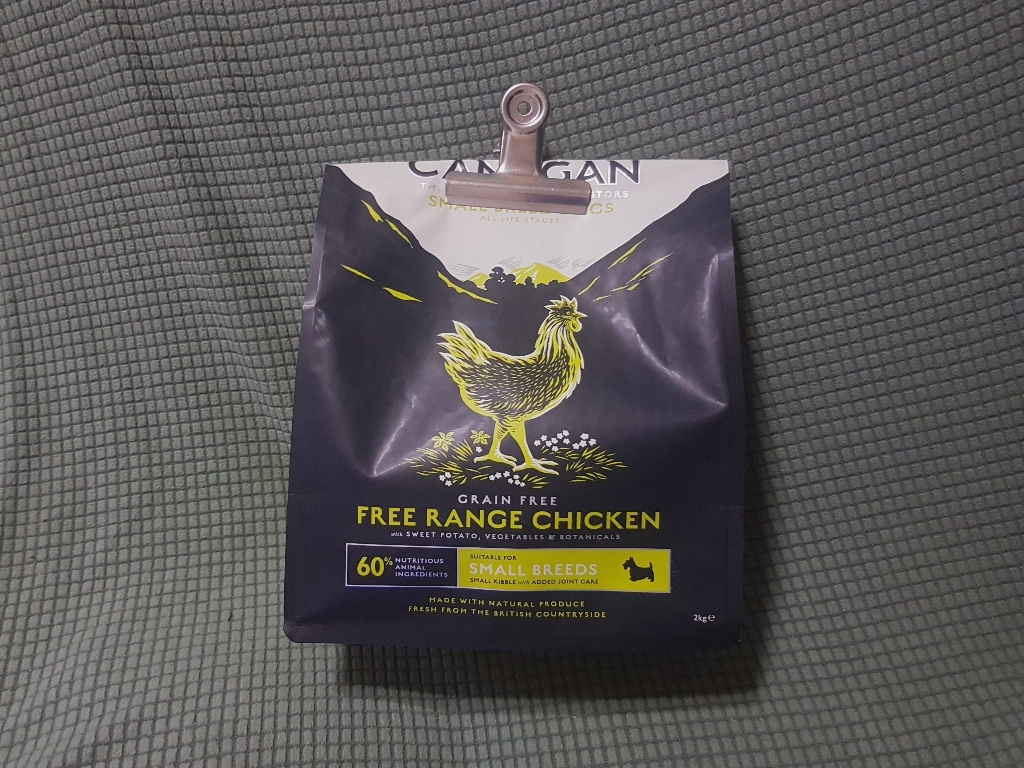 ALL LIFE STAGES
GRAIN FREE
FREE RANGE CHICKEN
with SWEET POTATO, VEGETABLES & BOTANICALS
60% NUTRITIOUS
ANIMAL
INGREDIENTS
SUITABLE FOR
SMALL BREEDS
SMALL KIBBLE with ADDED JOINT CARE
MADE WITH NATURAL PRODUCE
FRESH FROM THE BRITISH COUNTRYSIDE
2kg℮